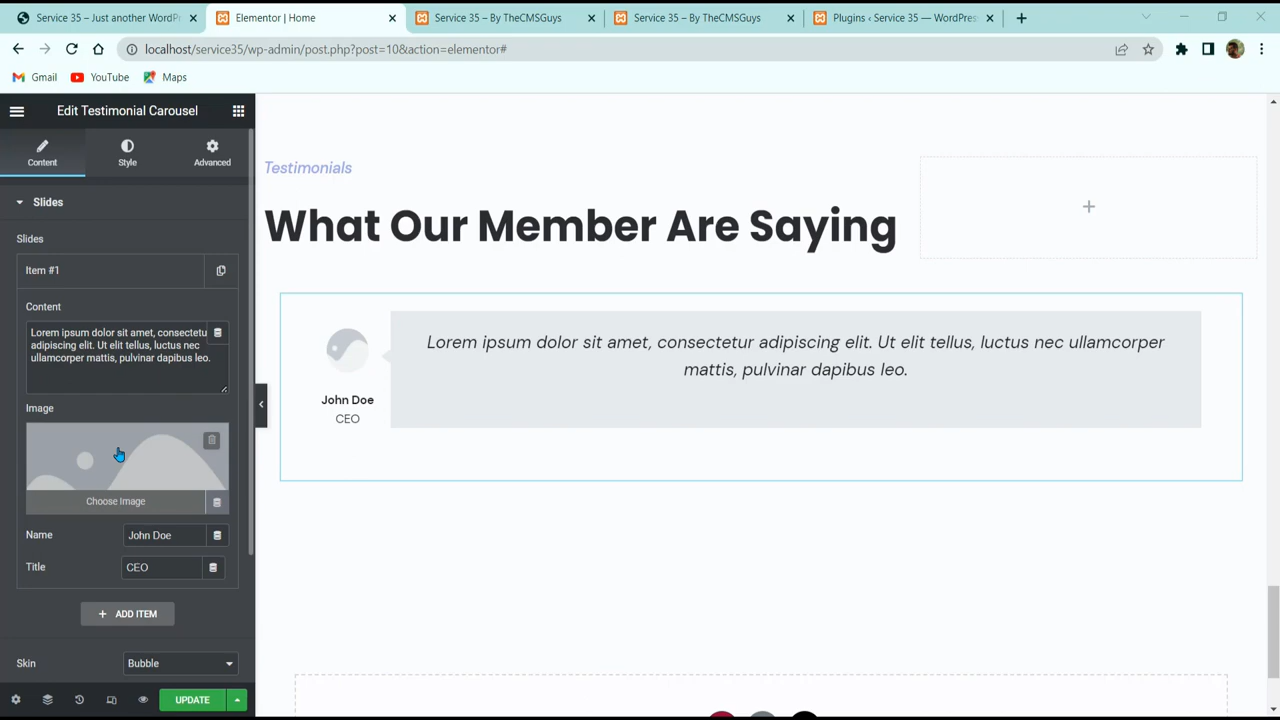 Service 35 – Just another WordPr
Elementor | Home
Service 35 – By TheCMSGuys
Service 35 – By TheCMSGuys
Plugins ‹ Service 35 — WordPres
localhost/service35/wp-admin/post.php?post=10&action=elementor#
Gmail
YouTube
Maps
Edit Testimonial Carousel
Content
Style
Advanced
Slides
Slides
Item #1
Content
Lorem ipsum dolor sit amet, consectetu
adipiscing elit. Ut elit tellus, luctus nec
ullamcorper mattis, pulvinar dapibus leo.
Image
Choose Image
Name
John Doe
Title
CEO
ADD ITEM
Skin
Bubble
UPDATE
Testimonials
What Our Member Are Saying
John Doe
CEO
Lorem ipsum dolor sit amet, consectetur adipiscing elit. Ut elit tellus, luctus nec ullamcorper
mattis, pulvinar dapibus leo.